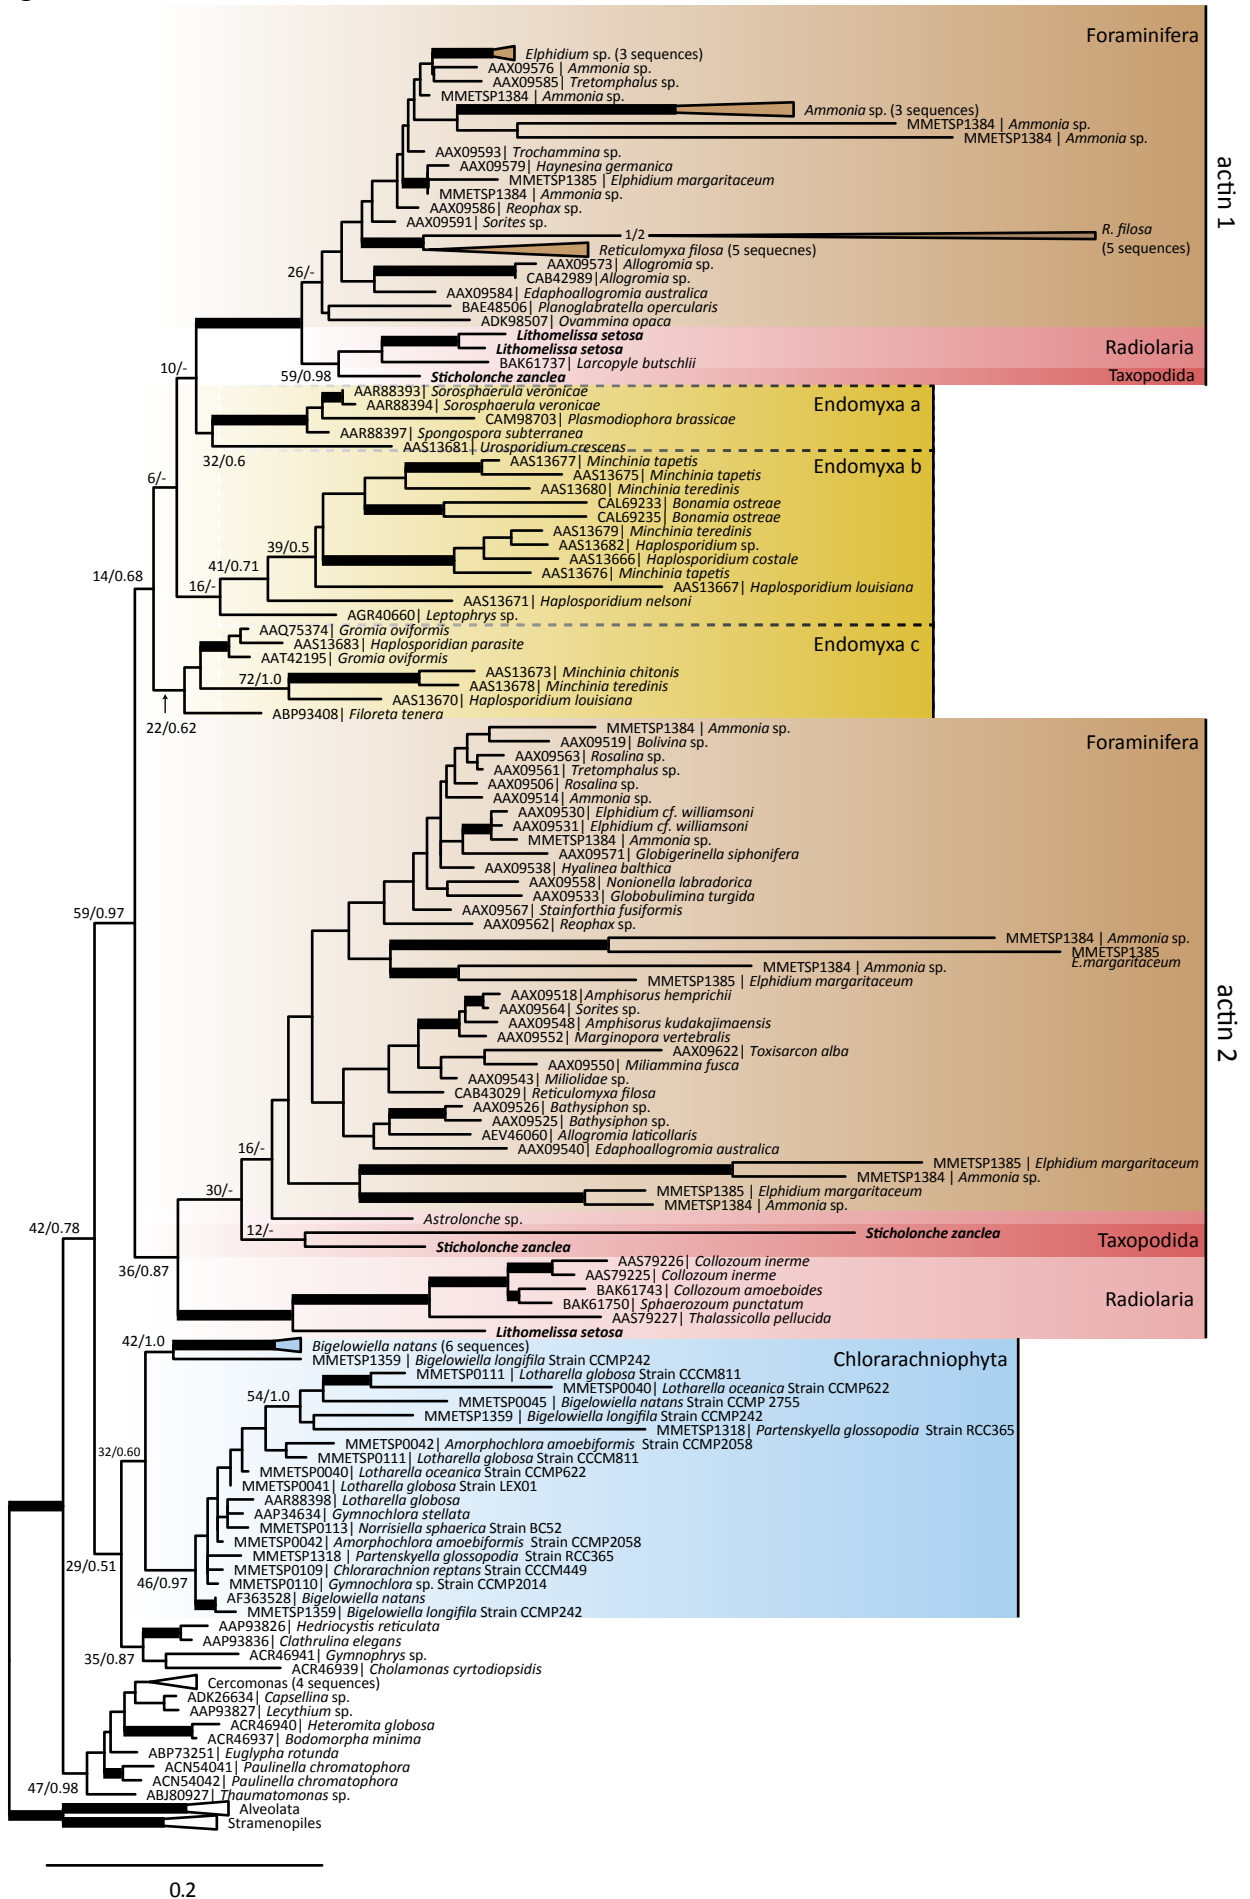 Foraminifera
Elphidium sp. (3 sequences)
AAX09576 | Ammonia sp.
AAX09585| Tretomphalus sp.
MMETSP1384 | Ammonia sp.
Ammonia sp. (3 sequences)
MMETSP1384 | Ammonia sp.
MMETSP1384 | Ammonia sp.
AAX09593| Trochammina sp.
AAX09579| Haynesina germanica
MMETSP1385| Elphidium margaritaceum
MMETSP1384 | Ammonia sp.
AAX09586| Reophax sp.
AAX09591| Sorites sp.
actin 1
1/2
R. filosa
(5 sequences)
Reticulomyxa filosa (5 sequecnes)
26/-
AAX09573| Allogromia sp.
CAB42989|Allogromia sp.
AAX09584| Edaphoallogromia australica
BAE48506| Planoglabratella opercularis
ADK98507| Ovammina opaca
Lithomelissa setosa
Lithomelissa setosa
Radiolaria
BAK61737| Larcopyle butschlii
10/-
59/0.98
Sticholonche zanclea
Taxopodida
AAR88393| Sorosphaerula veronicae
AAR88394| Sorosphaerula veronicae
Endomyxa a
CAM98703| Plasmodiophora brassicae
AAR88397| Spongospora subterranea
AAS13681| Urosporidium crescens
32/0.6
AAS13677| Minchinia tapetis
Endomyxa b
AAS13675| Minchinia tapetis
6/-
AAS13680| Minchinia teredinis
CAL69233| Bonamia ostreae
CAL69235| Bonamia ostreae
AAS13679| Minchinia teredinis
39/0.5
AAS13682| Haplosporidium sp.
AAS13666| Haplosporidium costale
41/0.71
14/0.68
AAS13676| Minchinia tapetis
16/-
AAS13667| Haplosporidium louisiana
AAS13671| Haplosporidium nelsoni
AGR40660| Leptophrys sp.
AAQ75374| Gromia oviformis
AAS13683| Haplosporidian parasite
Endomyxa c
AAT42195| Gromia oviformis
AAS13673| Minchinia chitonis
72/1.0
AAS13678| Minchinia teredinis
AAS13670| Haplosporidium louisiana
ABP93408| Filoreta tenera
22/0.62
MMETSP1384 | Ammonia sp.
Foraminifera
AAX09519| Bolivina sp.
AAX09563| Rosalina sp.
AAX09561| Tretomphalus sp.
AAX09506| Rosalina sp.
AAX09514| Ammonia sp.
AAX09530| Elphidium cf. williamsoni
AAX09531| Elphidium cf. williamsoni
MMETSP1384 | Ammonia sp.
AAX09571| Globigerinella siphonifera
AAX09538| Hyalinea balthica
AAX09558| Nonionella labradorica
AAX09533| Globobulimina turgida
59/0.97
AAX09567| Stainforthia fusiformis
AAX09562| Reophax sp.
MMETSP1384 | Ammonia sp.
MMETSP1385
E.margaritaceum
MMETSP1384 | Ammonia sp.
MMETSP1385 | Elphidium margaritaceum
AAX09518|Amphisorus hemprichii
AAX09564| Sorites sp.
actin 2
AAX09548| Amphisorus kudakajimaensis
AAX09552| Marginopora vertebralis
AAX09622| Toxisarcon alba
AAX09550| Miliammina fusca
AAX09543| Miliolidae sp.
CAB43029| Reticulomyxa filosa
AAX09526| Bathysiphon sp.
AAX09525| Bathysiphon sp.
AEV46060| Allogromia laticollaris
AAX09540| Edaphoallogromia australica
16/-
MMETSP1385 | Elphidium margaritaceum
MMETSP1384 | Ammonia sp.
30/-
MMETSP1385 | Elphidium margaritaceum
MMETSP1384 | Ammonia sp.
Astrolonche sp.
42/0.78
12/-
Sticholonche zanclea
Sticholonche zanclea
Taxopodida
36/0.87
AAS79226| Collozoum inerme
AAS79225| Collozoum inerme
BAK61743| Collozoum amoeboides
Radiolaria
BAK61750| Sphaerozoum punctatum
AAS79227| Thalassicolla pellucida
Lithomelissa setosa
42/1.0
Bigelowiella natans (6 sequences)
Chlorarachniophyta
MMETSP1359 | Bigelowiella longifila Strain CCMP242
MMETSP0111 | Lotharella globosa Strain CCCM811
MMETSP0040| Lotharella oceanica Strain CCMP622
54/1.0
MMETSP0045 | Bigelowiella natans Strain CCMP 2755
MMETSP1359 | Bigelowiella longifila Strain CCMP242
MMETSP1318| Partenskyella glossopodia Strain RCC365
MMETSP0042| Amorphochlora amoebiformis Strain CCMP2058
32/0.60
MMETSP0111| Lotharella globosa Strain CCCM811
MMETSP0040| Lotharella oceanica Strain CCMP622
MMETSP0041| Lotharella globosa Strain LEX01
AAR88398| Lotharella globosa
AAP34634| Gymnochlora stellata
MMETSP0113| Norrisiella sphaerica Strain BC52
MMETSP0042| Amorphochlora amoebiformis Strain CCMP2058
MMETSP1318 | Partenskyella glossopodia Strain RCC365
29/0.51
MMETSP0109| Chlorarachnion reptans Strain CCCM449
46/0.97
MMETSP0110| Gymnochlora sp. Strain CCMP2014
AF363528| Bigelowiella natans
MMETSP1359| Bigelowiella longifila Strain CCMP242
AAP93826| Hedriocystis reticulata
AAP93836| Clathrulina elegans
35/0.87
ACR46941| Gymnophrys sp.
ACR46939| Cholamonas cyrtodiopsidis
Cercomonas (4 sequences)
ADK26634| Capsellina sp.
AAP93827| Lecythium sp.
ACR46940| Heteromita globosa
ACR46937| Bodomorpha minima
ABP73251| Euglypha rotunda
ACN54041| Paulinella chromatophora
ACN54042| Paulinella chromatophora
47/0.98
ABJ80927| Thaumatomonas sp.
Alveolata
Stramenopiles
0.2